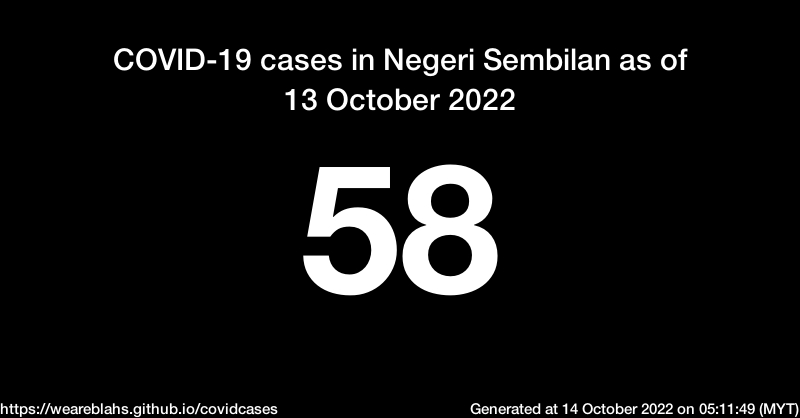 COVID-19 cases in Negeri Sembilan as of
13 October 2022
58
https://weareblahs.github.io/covidcases
Generated at 14 October 2022 on 05:11:49 (MYT)